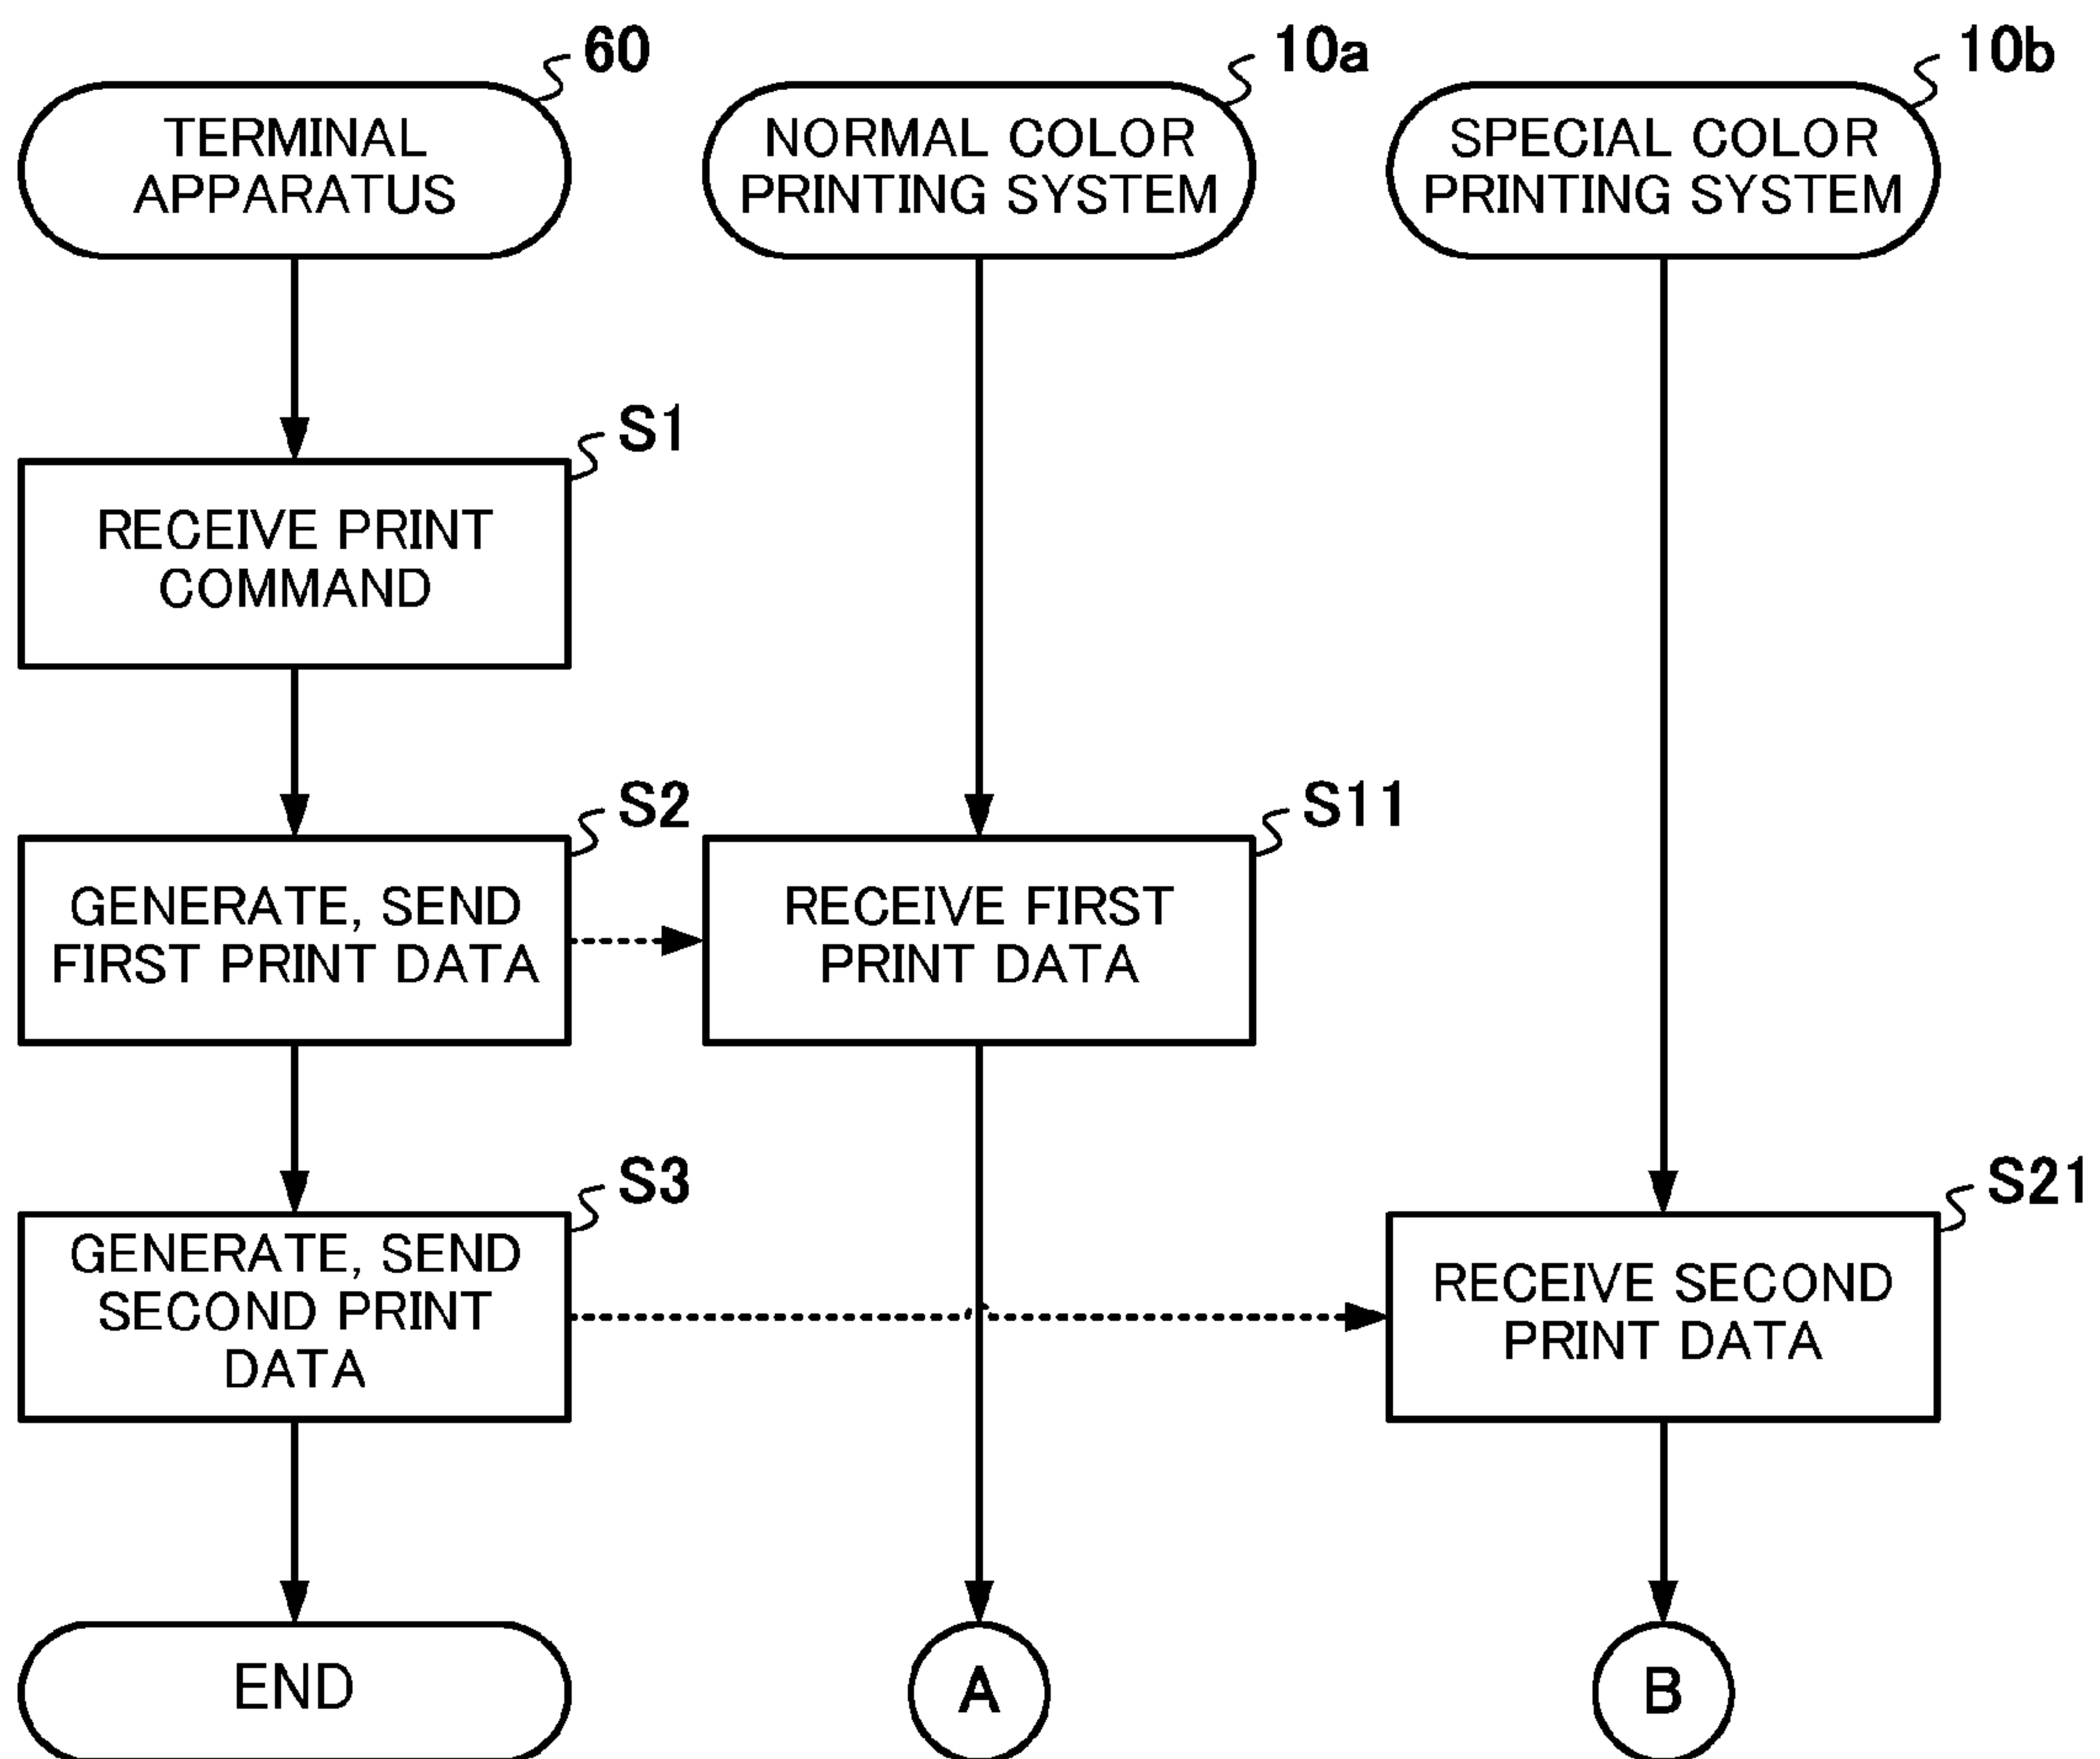 60
TERMINAL
APPARATUS
10a
NORMAL COLOR
PRINTING SYSTEM
10b
SPECIAL COLOR
PRINTING SYSTEM
S1
RECEIVE PRINT
COMMAND
S2
GENERATE, SEND
FIRST PRINT DATA
S11
RECEIVE FIRST
PRINT DATA
S3
GENERATE, SEND
SECOND PRINT
DATA
S21
RECEIVE SECOND
PRINT DATA
END
A
B